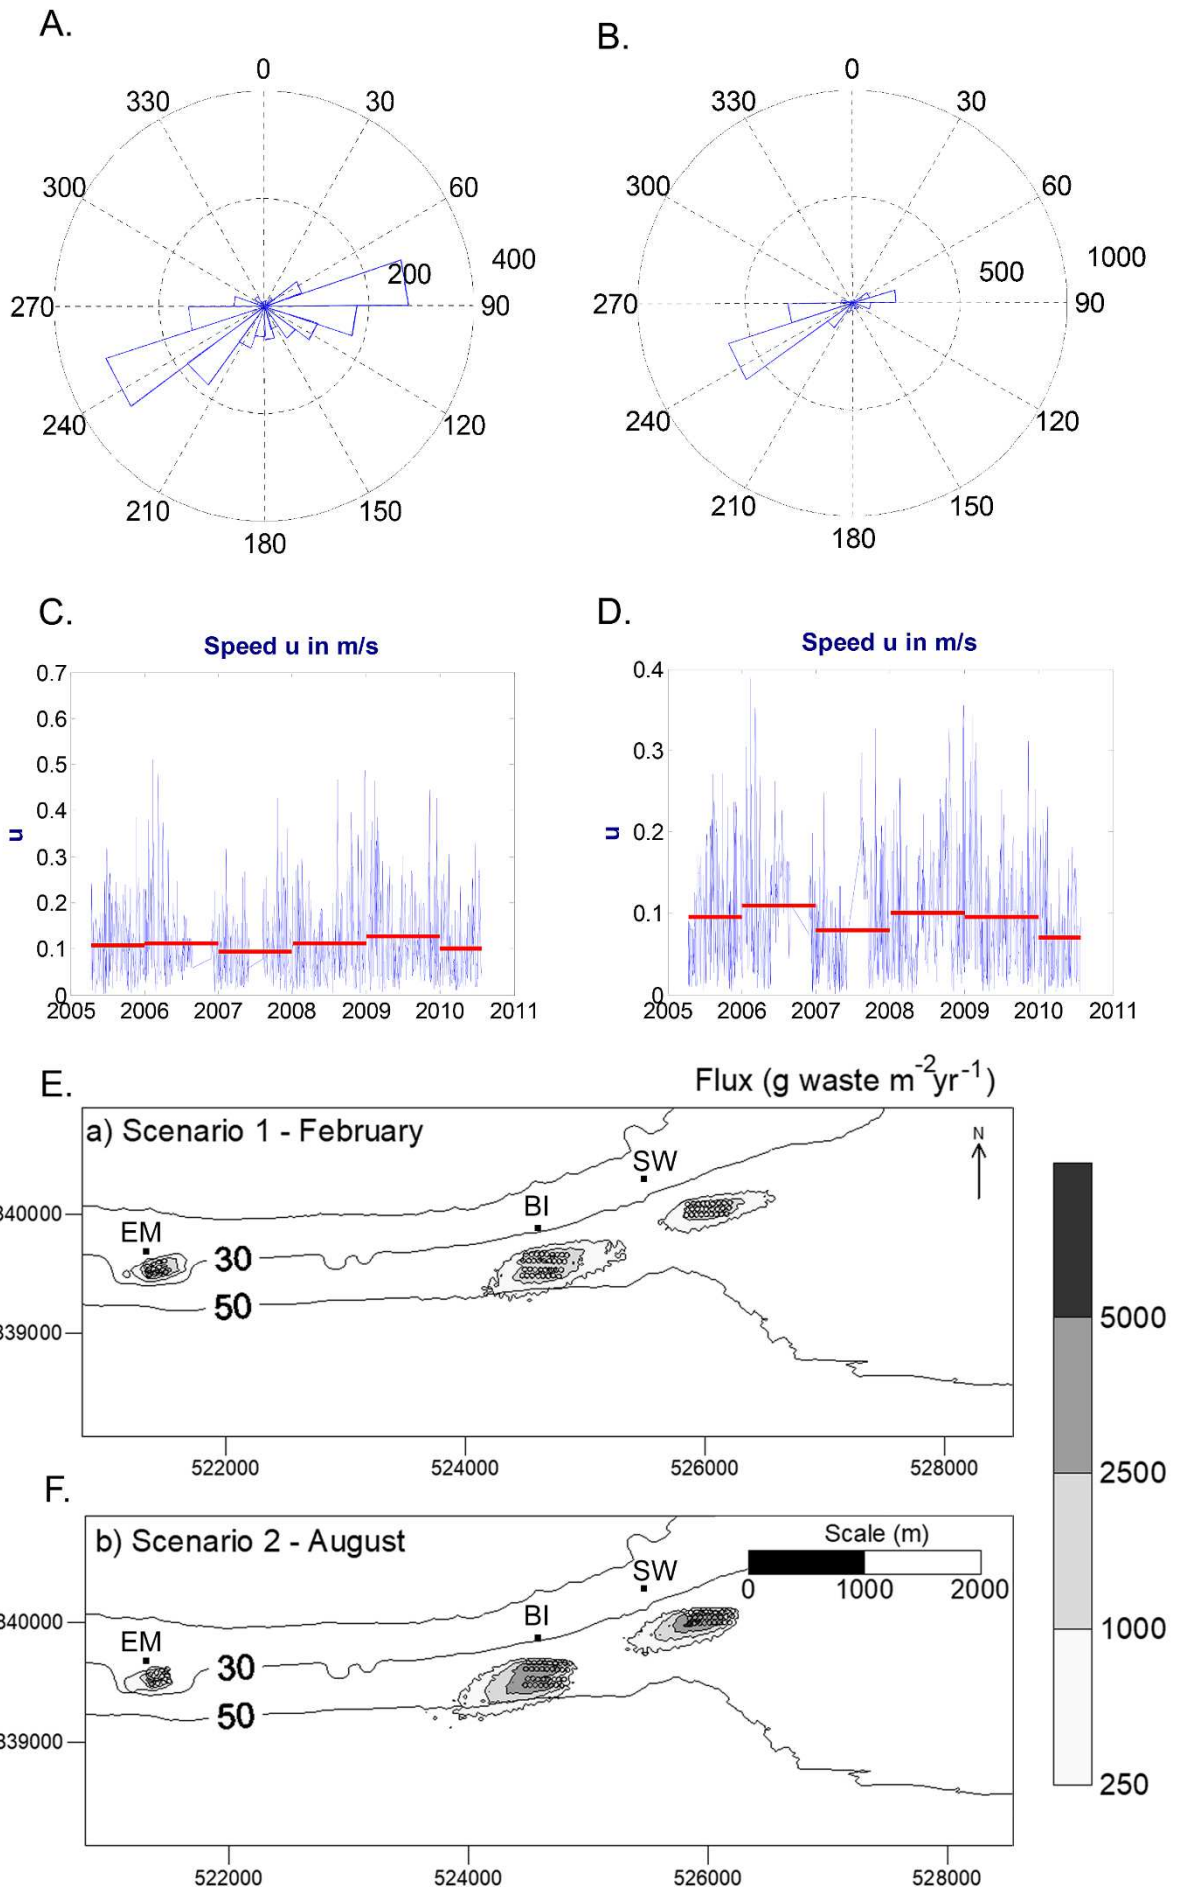 A.
B.
0
30
60
90
120
150
180
210
240
270
300
330
200
400
0
30
60
90
120
150
180
210
240
270
300
330
500
1000
C.
Speed u in m/s
u
0.7
0.6
0.5
0.4
0.3
0.2
0.1
0
2005 2006 2007 2008 2009 2010 2011
D.
Speed u in m/s
u
0.4
0.3
0.2
0.1
0
2005 2006 2007 2008 2009 2010 2011
E.
Flux (g waste m-2yr-1)
a) Scenario 1 - February
N
SW
BI
EM
30
50
340000
339000
522000 524000 526000 528000
5000
2500
1000
250
F.
b) Scenario 2 - August
Scale (m)
0 1000 2000
SW
BI
EM
30
50
340000
339000
522000 524000 526000 528000